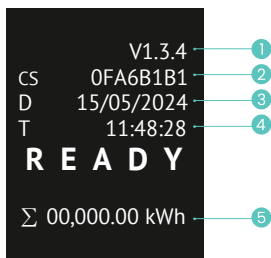 V1.3.4 1
CS 0FA6B1B1 2
D 15/05/2024 3
T 11:48:28 4
READY
∑ 00,000.00 kWh 5